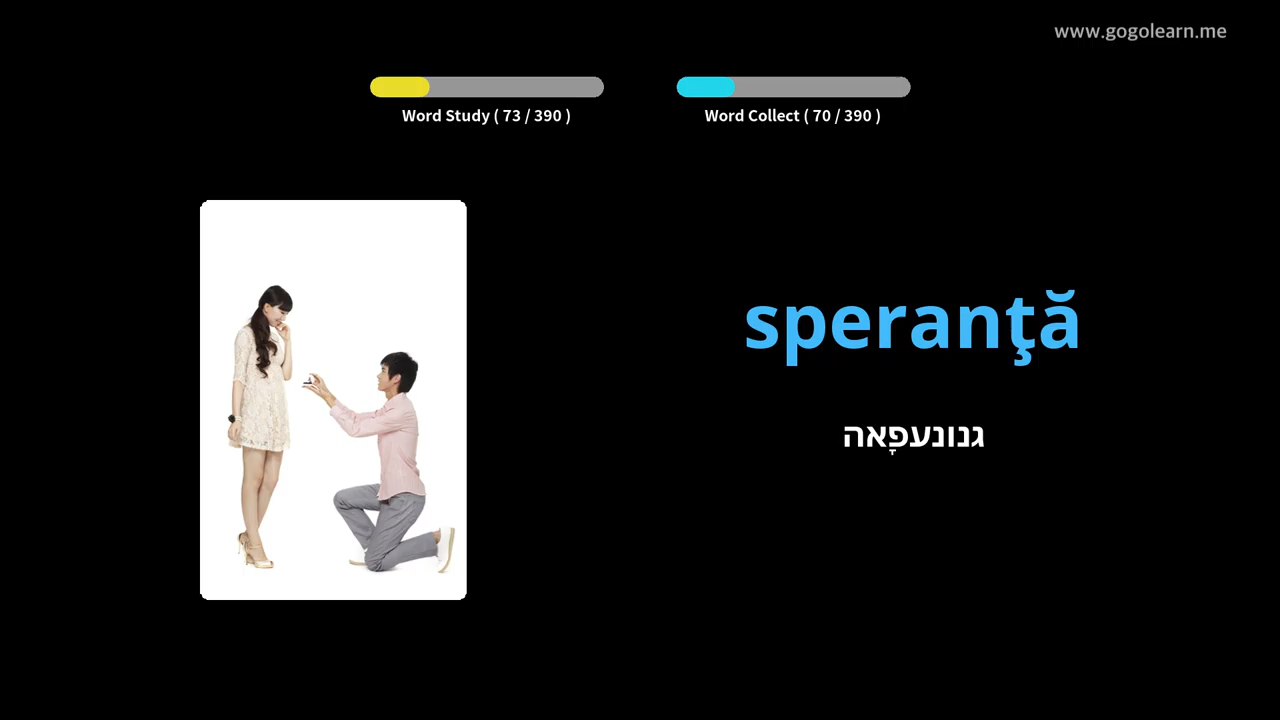 www.gogolearn.me
Word Study ( 73 / 390 )
Word Collect ( 70 / 390 )
speranţă
גנונעפָאה